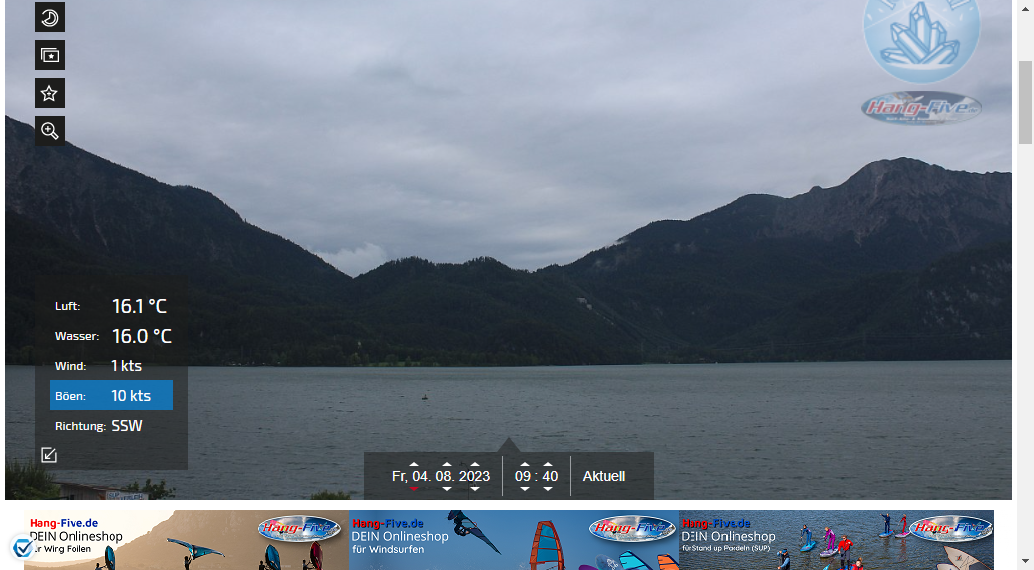 Hang-Five
Luft: 16.1 °C
Wasser: 16.0 °C
Wind: 1 kts
Böen: 10 kts
Richtung: SSW
Fr, 04. 08. 2023 09 : 40 Aktuell
Hang-Five.de
DEIN Onlineshop
für Wing Foilen
Hang-Five
Hang-Five.de
DEIN Onlineshop
für Windsurfen
Hang-Five
Hang-Five.de
DEIN Onlineshop
für Stand up Paddeln (SUP)
Hang-Five